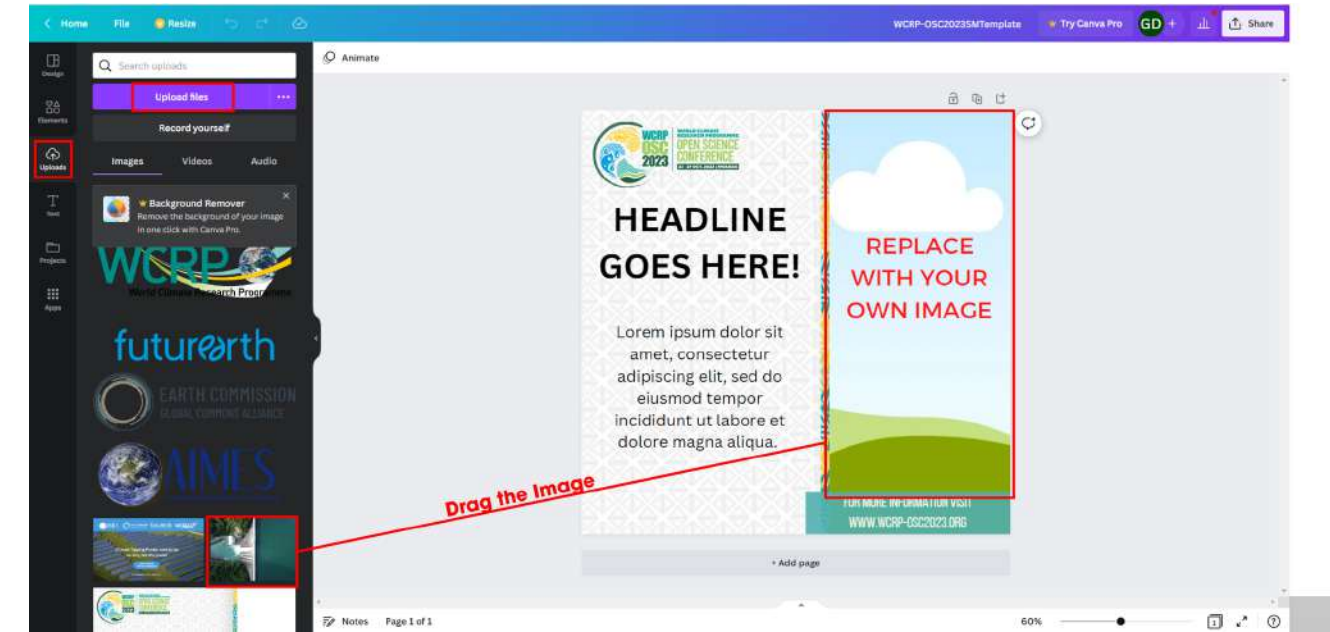 Home File Resize WCRP-OSC2023SMTemplate Try Canva Pro GD + Share
Design
Elements
Uploads
Text
Projects
Apps
Search uploads
Upload files ...
Record yourself
Images Videos Audio
Background Remover
Remove the background of your image
in one click with Canva Pro.
WCRP
World Climate Research Programme
futurearth
EARTH COMMISSION
GLOBAL COMMONS ALLIANCE
AIMES
Animate
WCRP
OSC
2023
WORLD CLIMATE
RESEARCH PROGRAMME
OPEN SCIENCE
CONFERENCE
HEADLINE
GOES HERE!
Lorem ipsum dolor sit
amet, consectetur
adipiscing elit, sed do
eiusmod tempor
incididunt ut labore et
dolore magna aliqua.
REPLACE
WITH YOUR
OWN IMAGE
Drag the Image
FOR MORE INFORMATION VISIT
WWW.WCRP-OSC2023.ORG
+ Add page
Notes Page 1 of 1 60% 1 ?